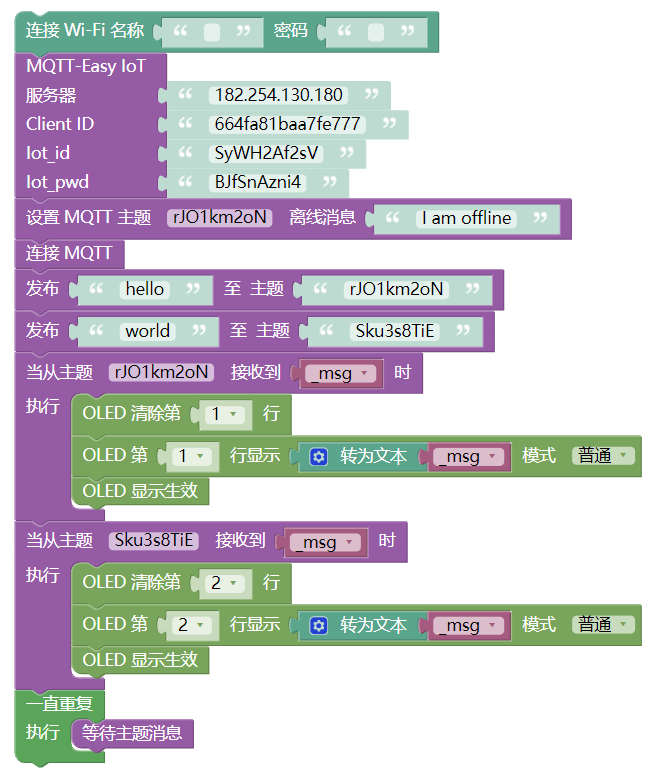 连接 Wi-Fi 名称 “ ” 密码 “ ”
MQTT-Easy IoT
服务器 “ 182.254.130.180 ”
Client ID “ 664fa81baa7fe777 ”
Iot_id “ SyWH2Af2sV ”
Iot_pwd “ BJfSnAzni4 ”
设置 MQTT 主题 rJO1km2oN 离线消息 “ I am offline ”
连接 MQTT
发布 “ hello ” 至 主题 “ rJO1km2oN ”
发布 “ world ” 至 主题 “ Sku3s8TiE ”
当从主题 rJO1km2oN 接收到 _msg 时
执行 OLED 清除第 1 行
OLED 第 1 行显示 转为文本 _msg 模式 普通
OLED 显示生效
当从主题 Sku3s8TiE 接收到 _msg 时
执行 OLED 清除第 2 行
OLED 第 2 行显示 转为文本 _msg 模式 普通
OLED 显示生效
一直重复
执行 等待主题消息